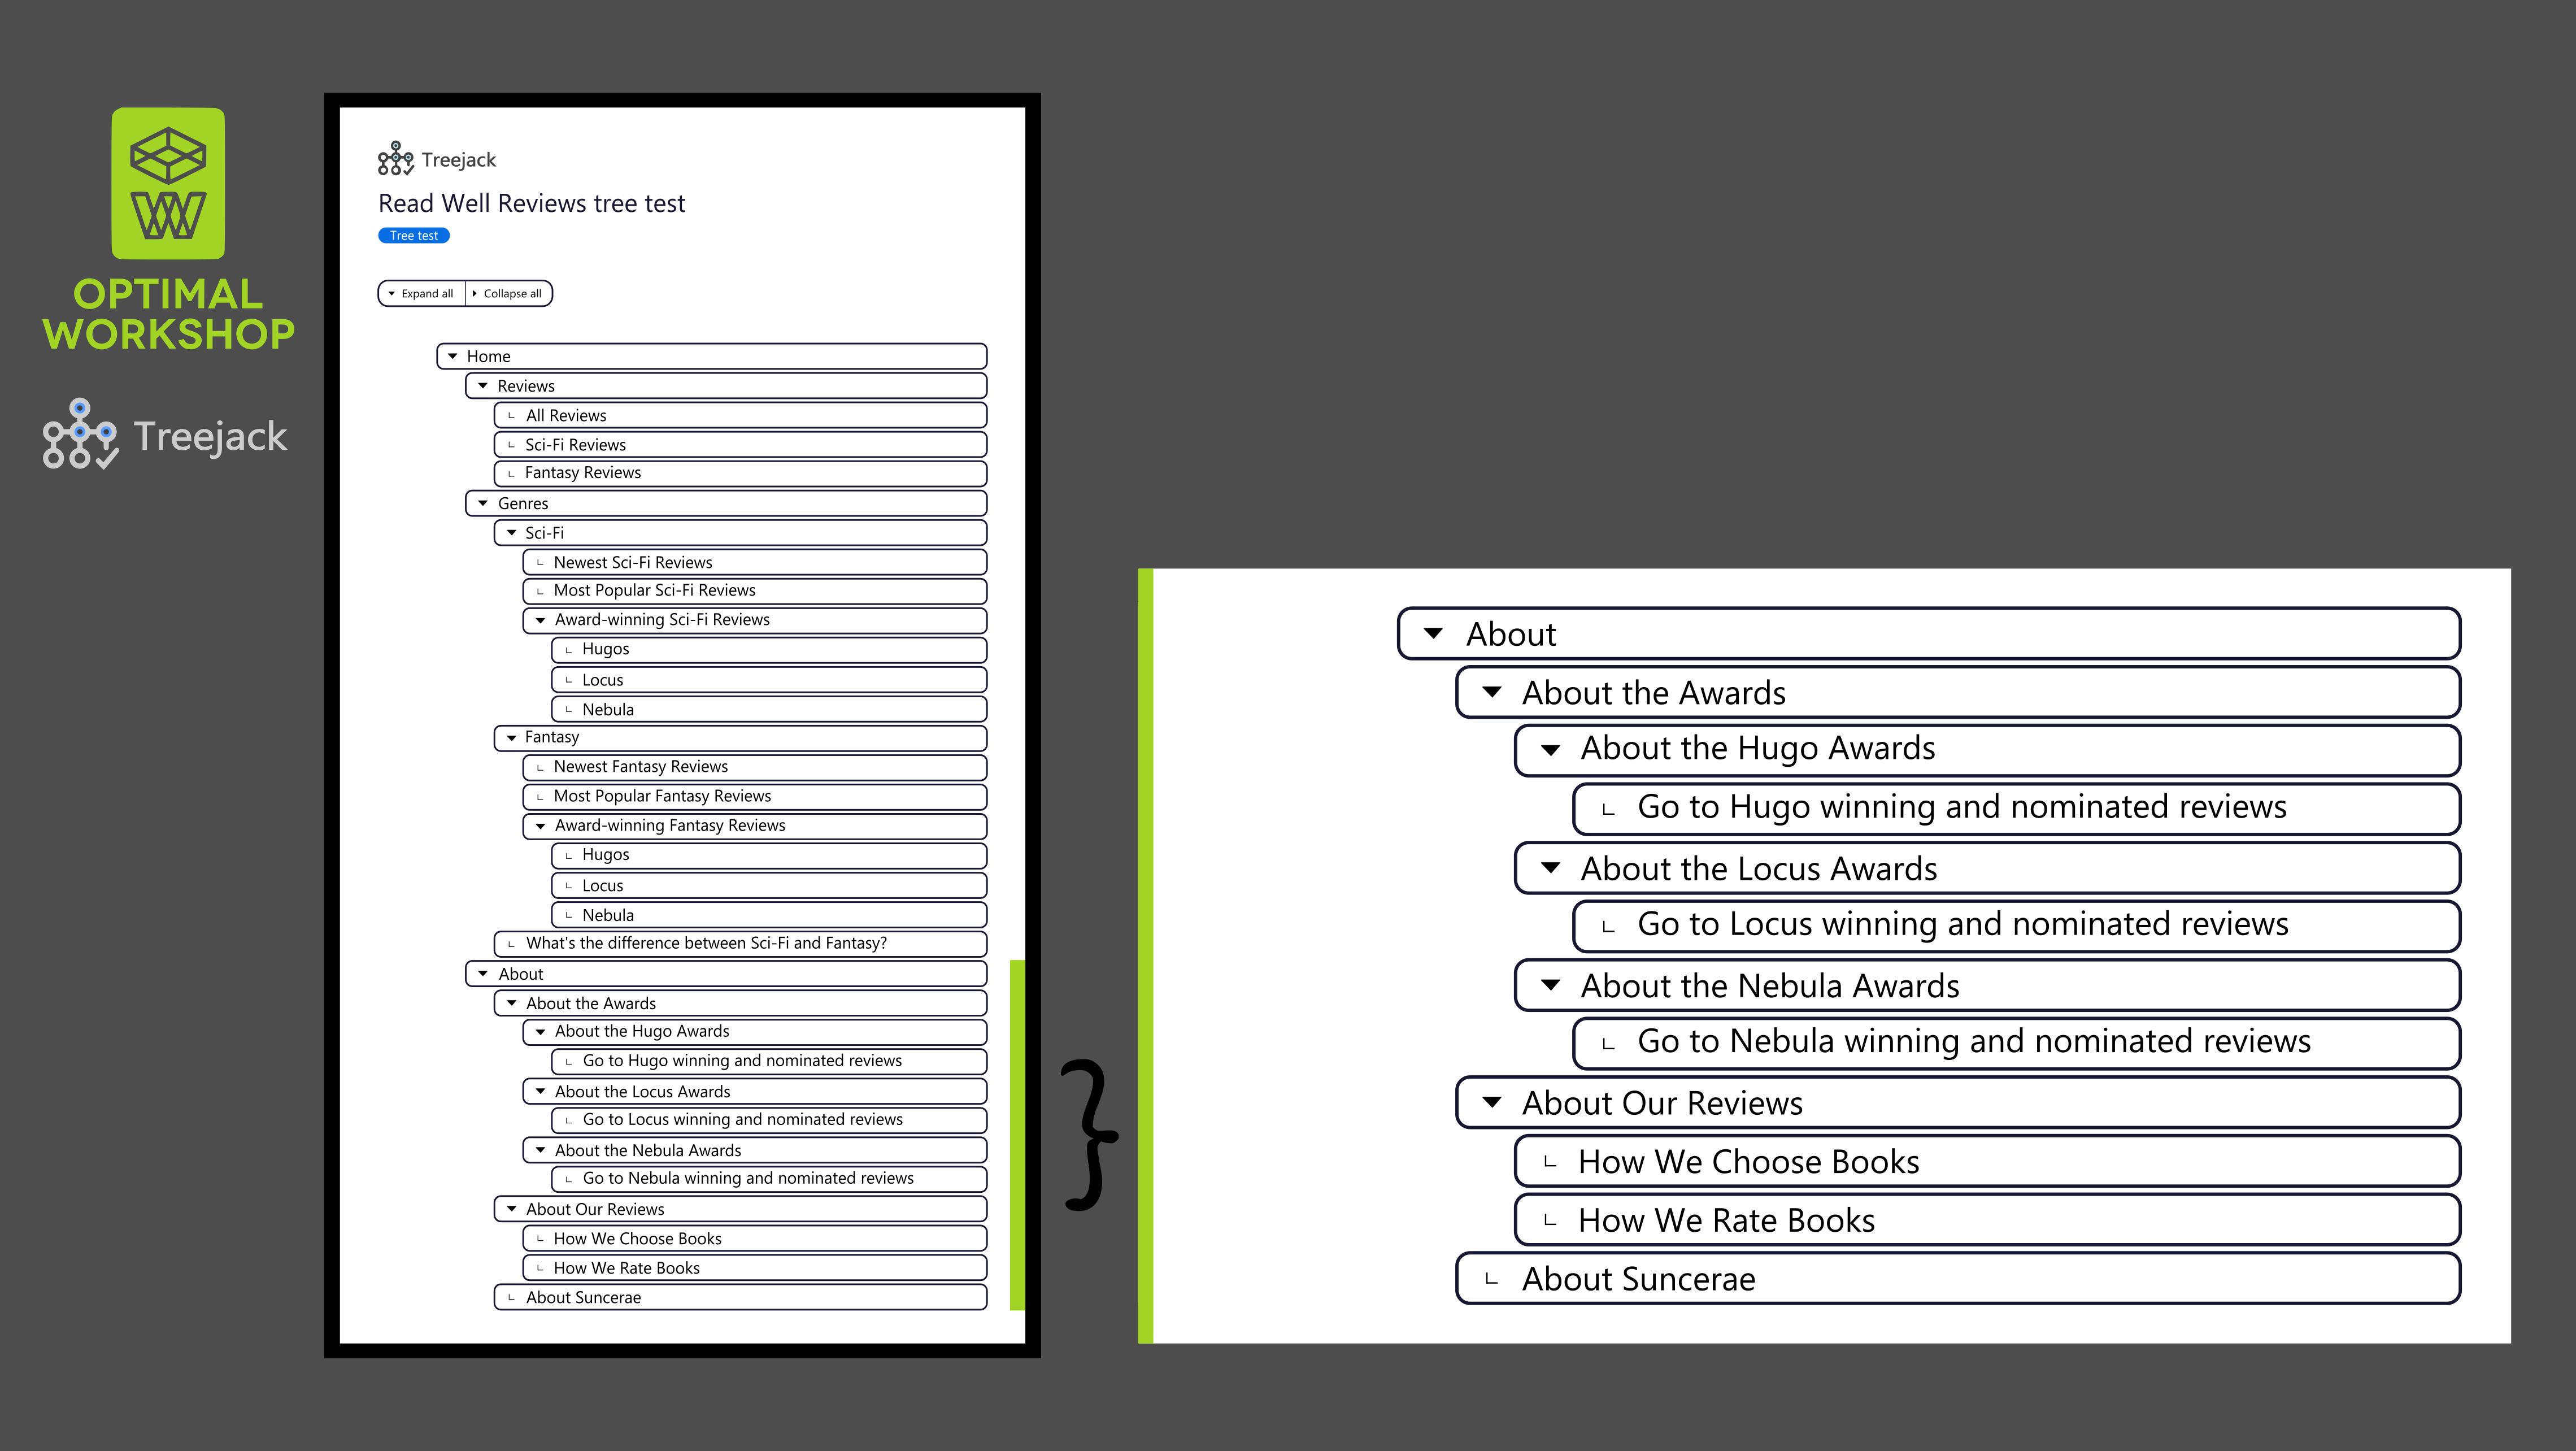 OPTIMAL
WORKSHOP
Treejack
Treejack
Read Well Reviews tree test
Tree test
Expand all
Collapse all
Home
Reviews
All Reviews
Sci-Fi Reviews
Fantasy Reviews
Genres
Sci-Fi
Newest Sci-Fi Reviews
Most Popular Sci-Fi Reviews
Award-winning Sci-Fi Reviews
Hugos
Locus
Nebula
Fantasy
Newest Fantasy Reviews
Most Popular Fantasy Reviews
Award-winning Fantasy Reviews
Hugos
Locus
Nebula
What's the difference between Sci-Fi and Fantasy?
About
About the Awards
About the Hugo Awards
Go to Hugo winning and nominated reviews
About the Locus Awards
Go to Locus winning and nominated reviews
About the Nebula Awards
Go to Nebula winning and nominated reviews
About Our Reviews
How We Choose Books
How We Rate Books
About Suncerae
}
About
About the Awards
About the Hugo Awards
Go to Hugo winning and nominated reviews
About the Locus Awards
Go to Locus winning and nominated reviews
About the Nebula Awards
Go to Nebula winning and nominated reviews
About Our Reviews
How We Choose Books
How We Rate Books
About Suncerae